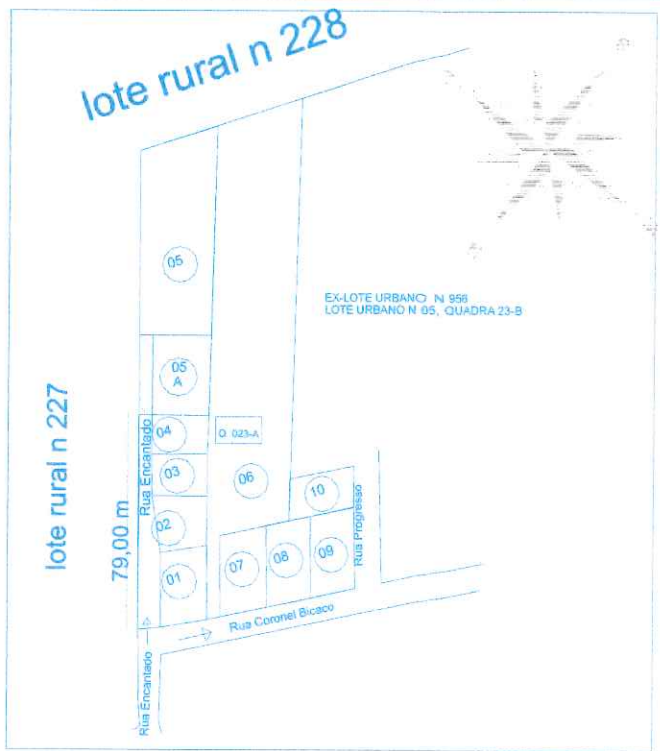 lote rural n 228
05
EX-LOTE URBANO N 956
LOTE URBANO N 05, QUADRA 23-B
05
A
lote rural n 227
Rua Encantado
04
Q 023-A
03
06
10
79,00 m
02
Rua Progresso
01
07
08
09
Rua Coronel Bicaco
Rua Encantado